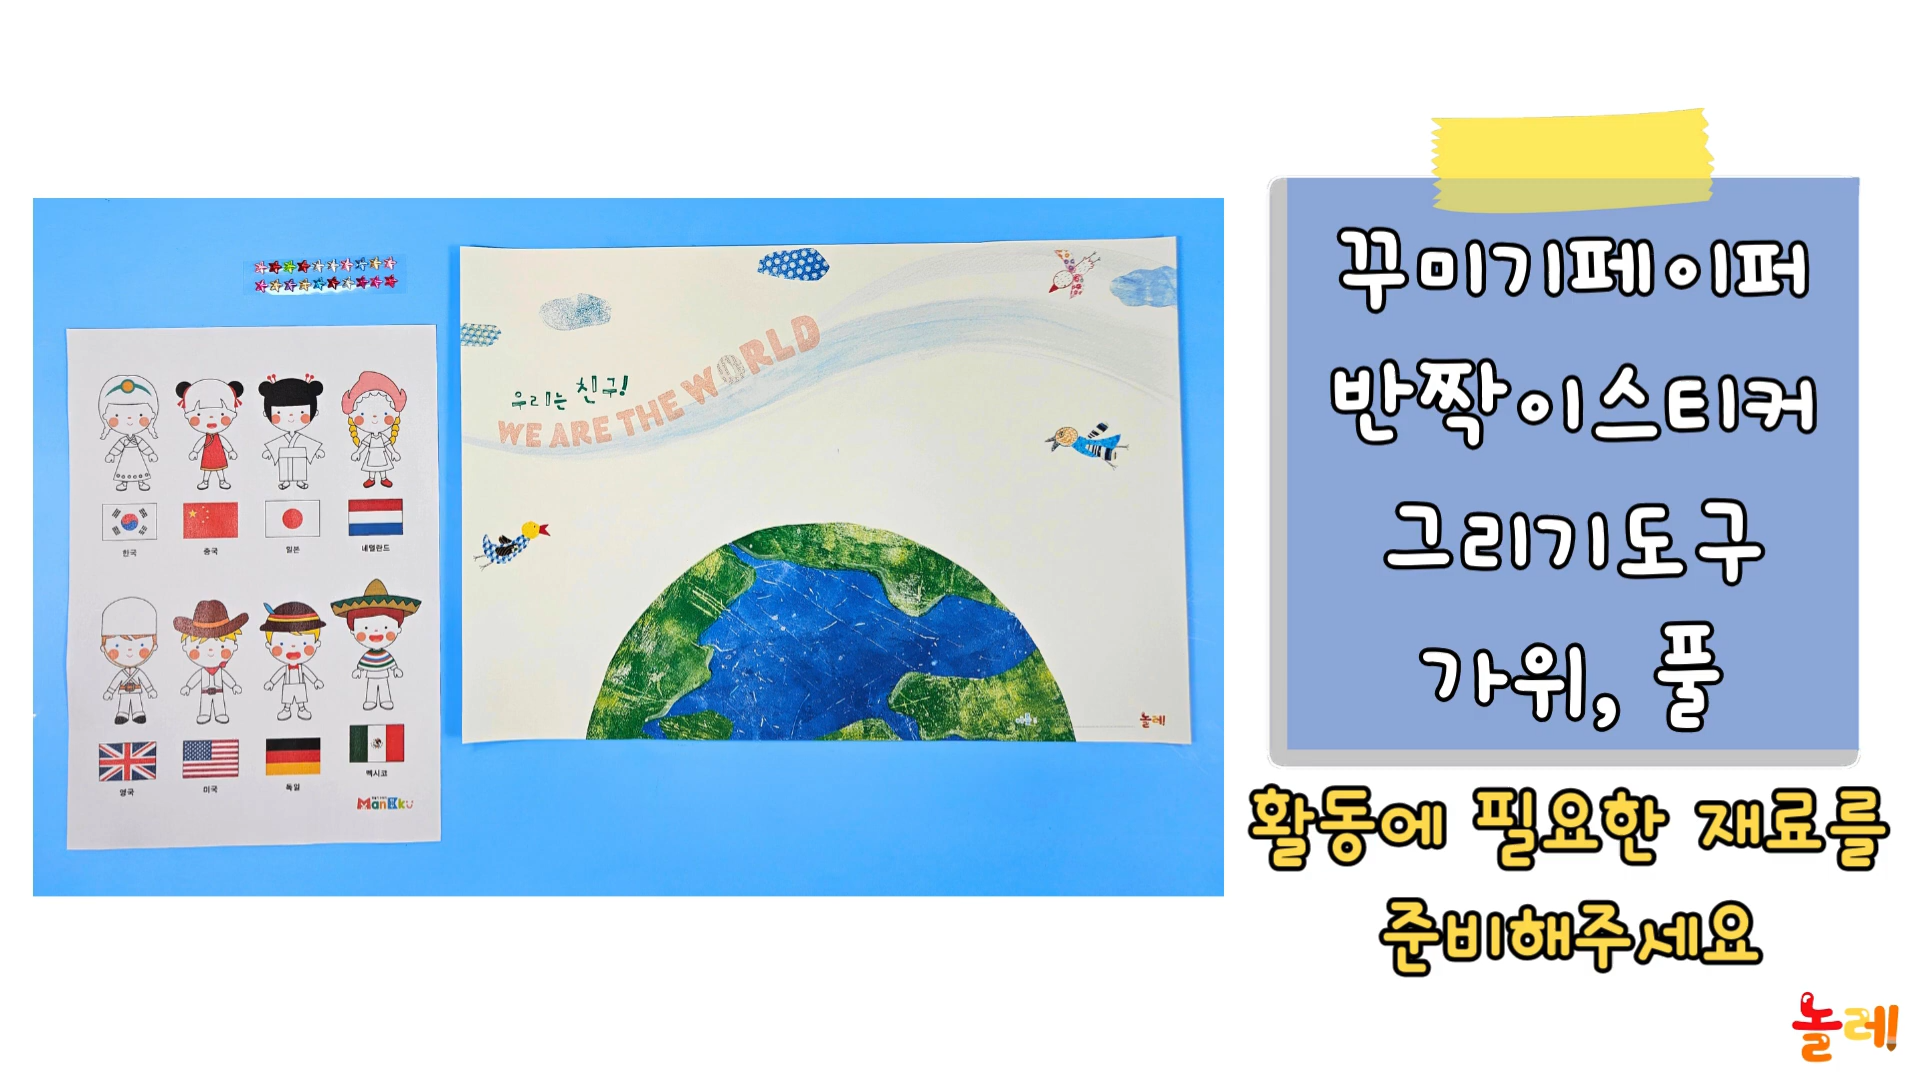 우리는 친구!
WE ARE THE WORLD
한국
중국
일본
네덜란드
영국
미국
독일
멕시코
ManEku
놀레!
꾸미기페이퍼
반짝이스티커
그리기도구
가위, 풀
활동에 필요한 재료를
준비해주세요
놀레!